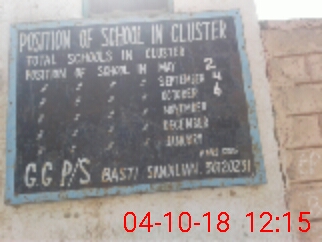 POSITION OF SCHOOL IN CLUSTER
TOTAL SCHOOLS IN CLUSTER
POSITION OF SCHOOL IN MAY 2
" " " " SEPTEMBER 4
" " " " OCTOBER 6
" " " " NOVEMBER
" " " " DECEMBER
" " " " JANUARY
G.G P/S BASTI
04-10-18 12:15